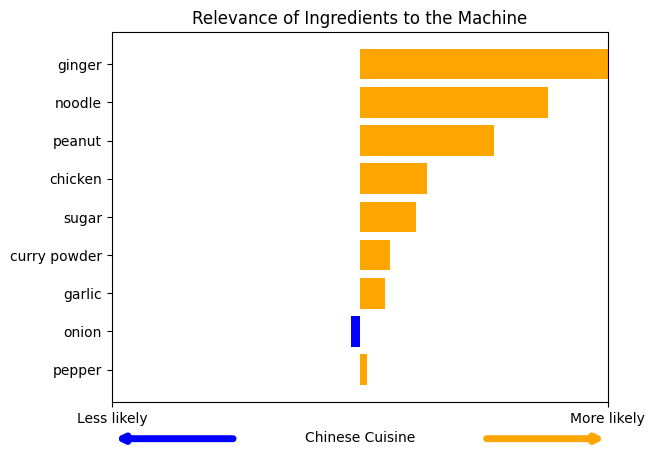 Relevance of Ingredients to the Machine
ginger
noodle
peanut
chicken
sugar
curry powder
garlic
onion
pepper
Less likely
More likely
Chinese Cuisine